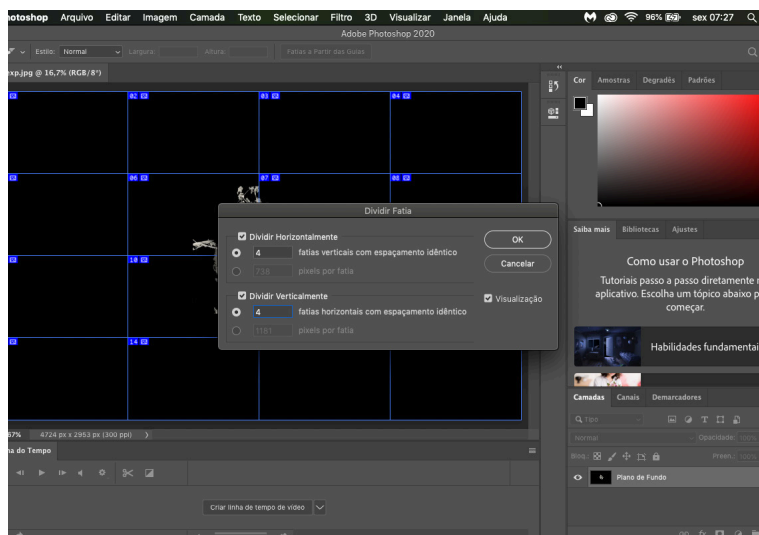 otoshop Arquivo Editar Imagem Camada Texto Selecionar Filtro 3D Visualizar Janela Ajuda 96% sex 07:27
Adobe Photoshop 2020
Estilo: Normal Largura: Altura: Fatias a Partir das Guias
exp.jpg @ 16,7% (RGB/8*)
Cor Amostras Degradês Padrões
02 03 04
06 07 08
Dividir Fatia
Dividir Horizontalmente
4 fatias verticais com espaçamento idêntico
738 pixels por fatia
Dividir Verticalmente
4 fatias horizontais com espaçamento idêntico
1181 pixels por fatia
OK
Cancelar
Visualização
10
14
Saiba mais Bibliotecas Ajustes
Como usar o Photoshop
Tutoriais passo a passo diretamente
aplicativo. Escolha um tópico abaixo p
começar.
Habilidades fundamentai
Camadas Canais Demarcadores
Tipo
Normal Opacidade: 100%
Bloq.: Preen.: 100%
Plano de Fundo
67% 4724 px x 2953 px (300 ppi)
ha do Tempo
Criar linha de tempo de vídeo